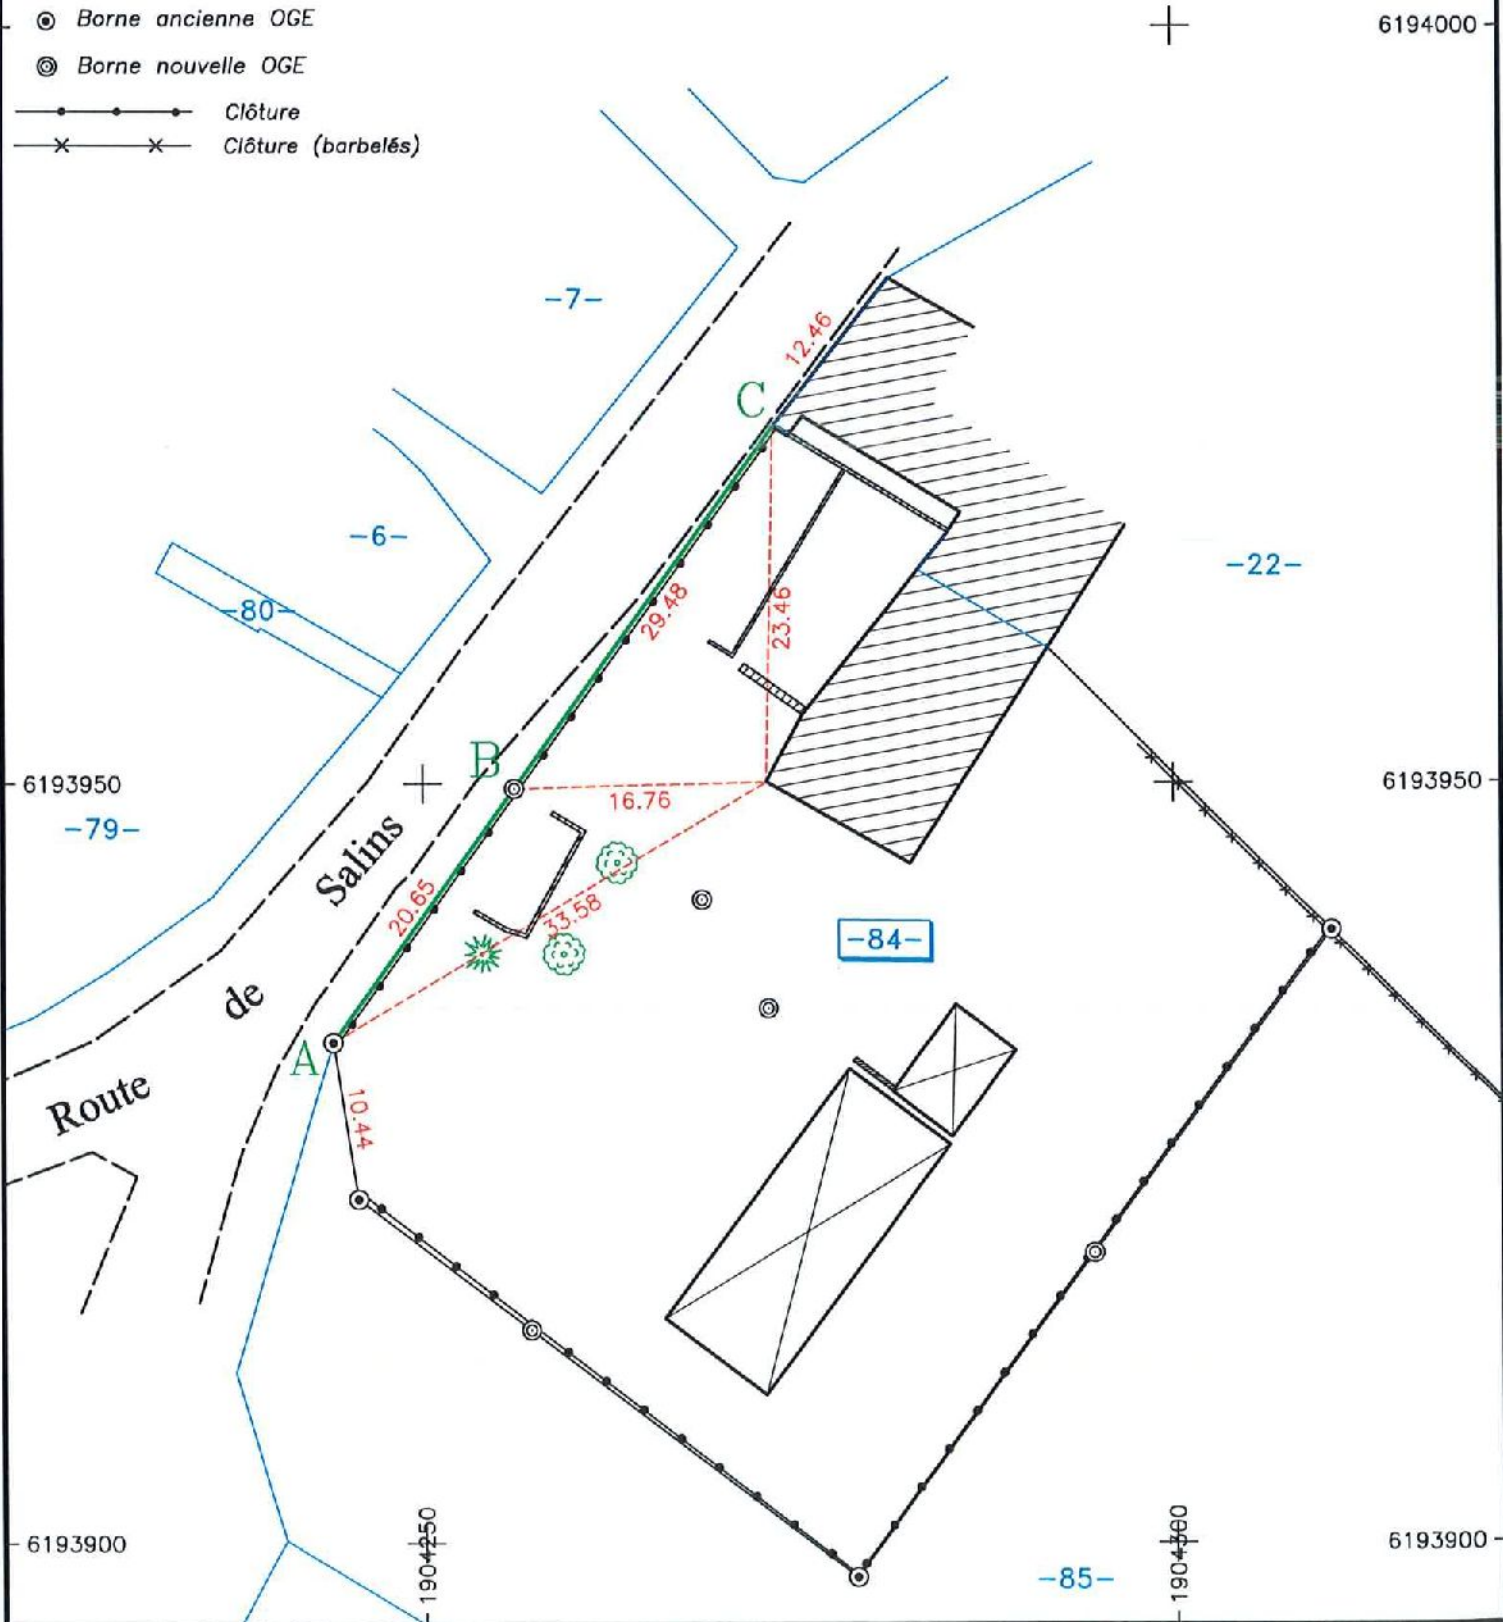 Borne ancienne OGE
Borne nouvelle OGE
Clôture
Clôture (barbelés)
6194000
-7-
12.46
C
-6-
-80-
-22-
29.48
23.46
B
6193950
6193950
16.76
-79-
Salins
20.65
33.58
-84-
de
A
Route
10.44
6193900
1904250
1904300
6193900
-85-